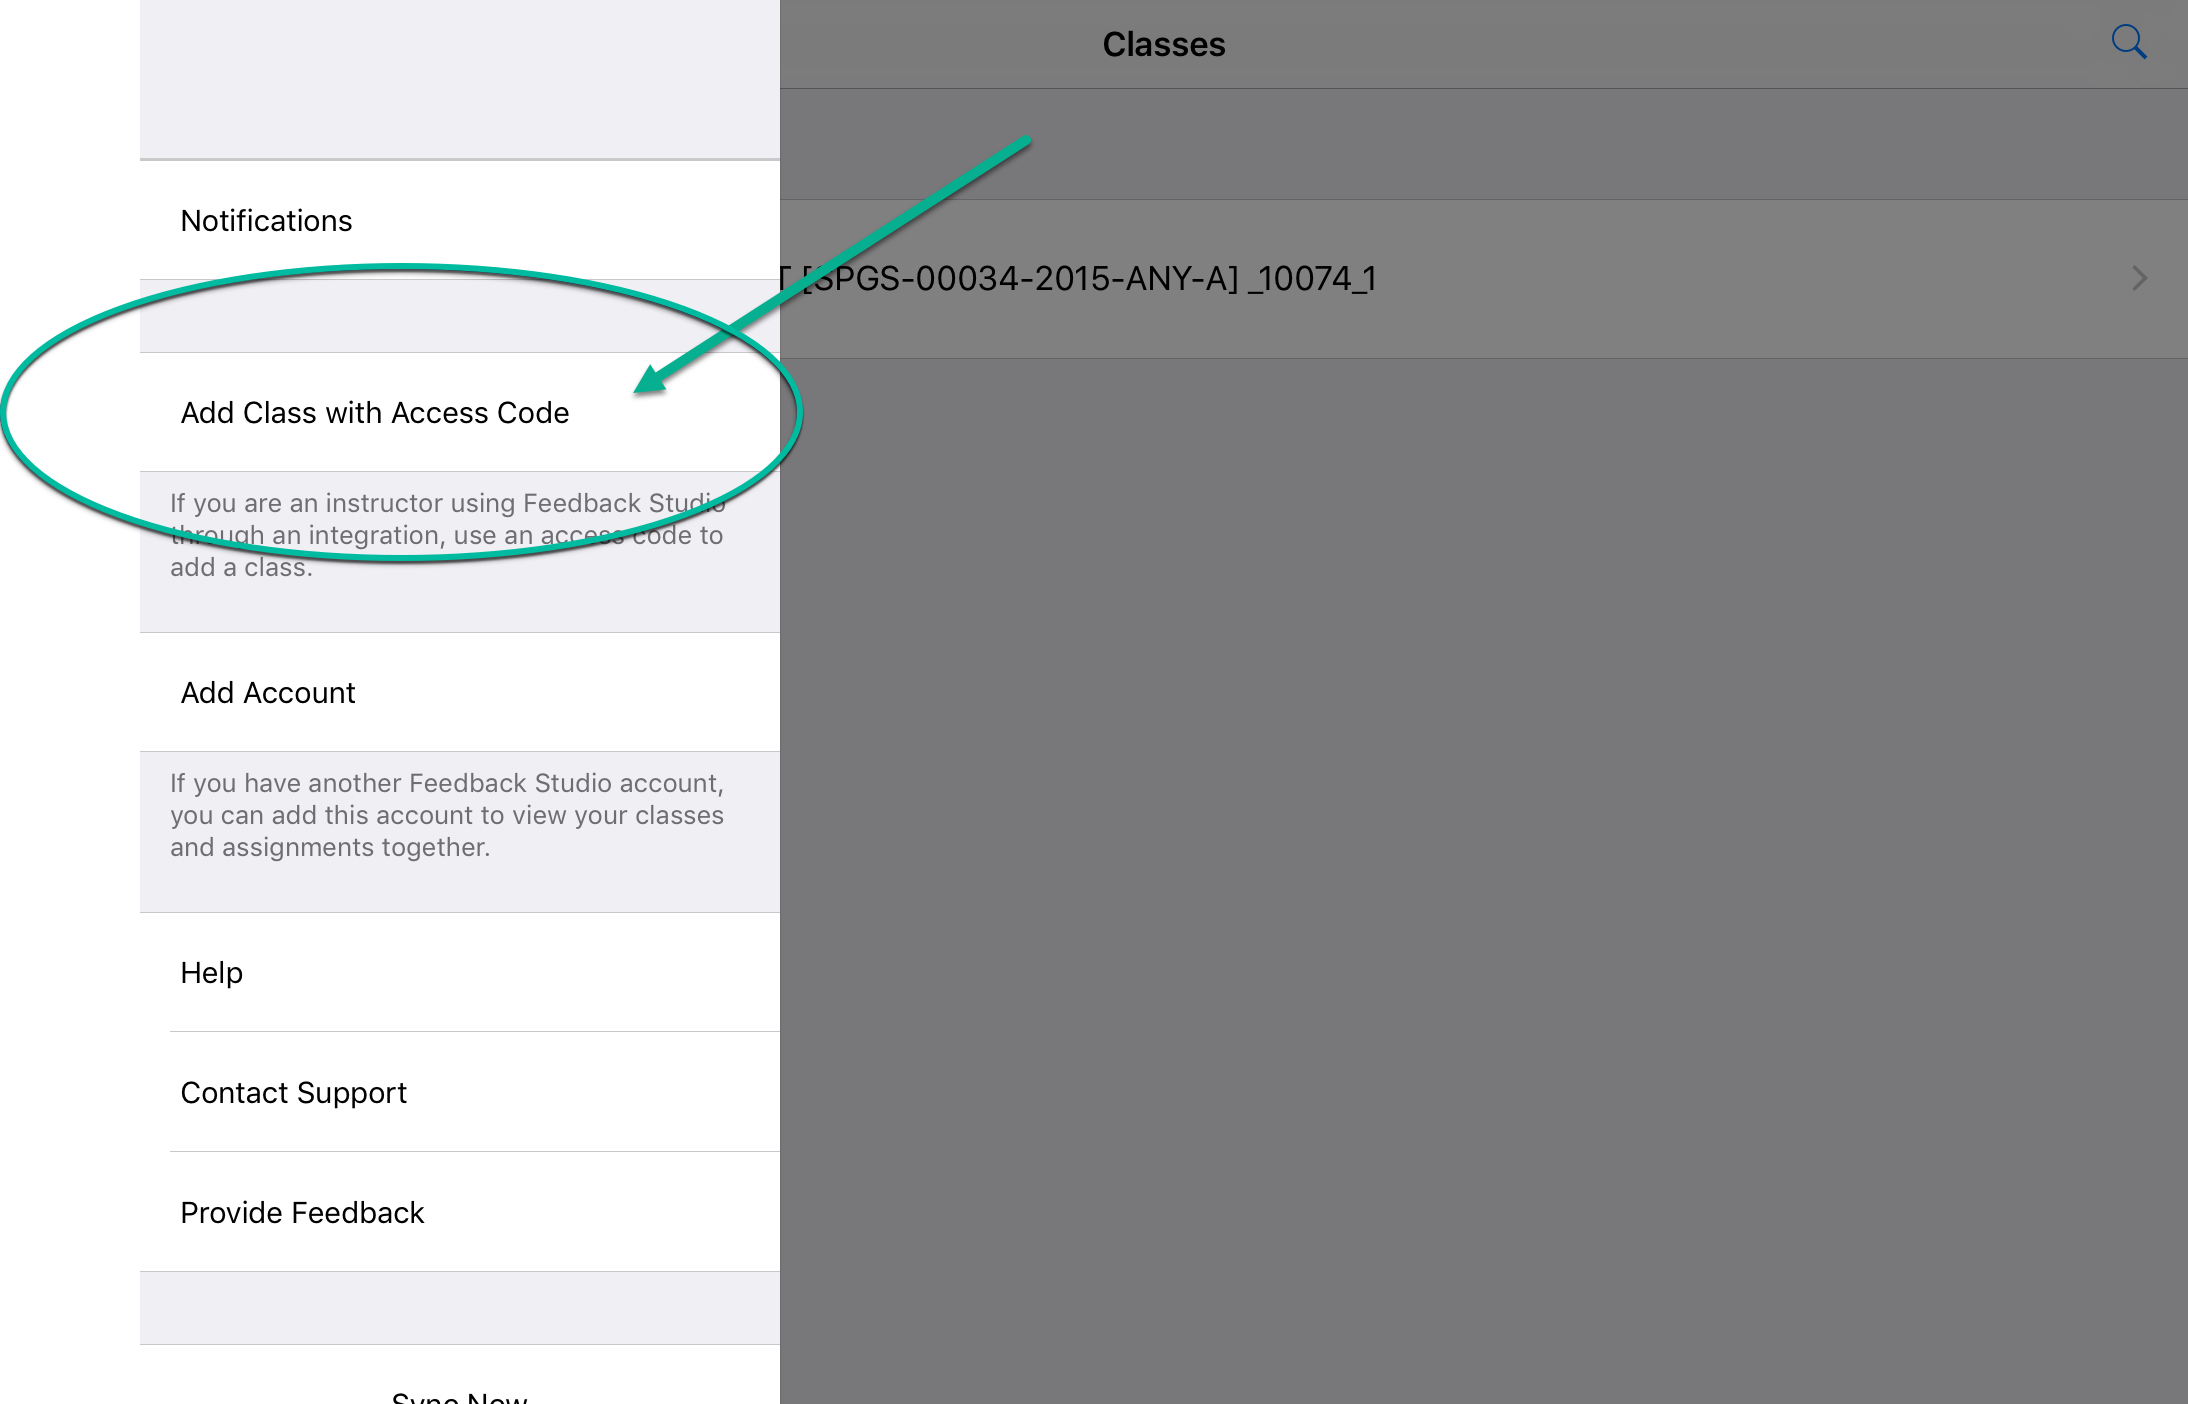 Classes
Notifications
T [SPGS-00034-2015-ANY-A] _10074_1
Add Class with Access Code
If you are an instructor using Feedback Studio
through an integration, use an access code to
add a class.
Add Account
If you have another Feedback Studio account,
you can add this account to view your classes
and assignments together.
Help
Contact Support
Provide Feedback
Sync Now